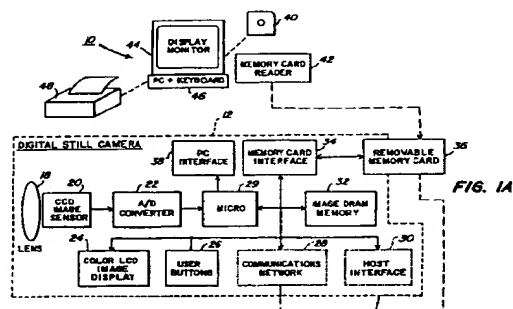 10
44
DISPLAY
MONITOR
40
MEMORY CARD
READER
42
PC + KEYBOARD
46
48
12
DIGITAL STILL CAMERA
38
PC
INTERFACE
MEMORY CARD
INTERFACE
34
REMOVABLE
MEMORY CARD
36
FIG. 1A
18
LENS
20
CCD
IMAGE
SENSOR
22
A/D
CONVERTER
29
MICRO
32
IMAGE DRAM
MEMORY
24
COLOR LCD
IMAGE
DISPLAY
26
USER
BUTTONS
28
COMMUNICATIONS
NETWORK
30
HOST
INTERFACE